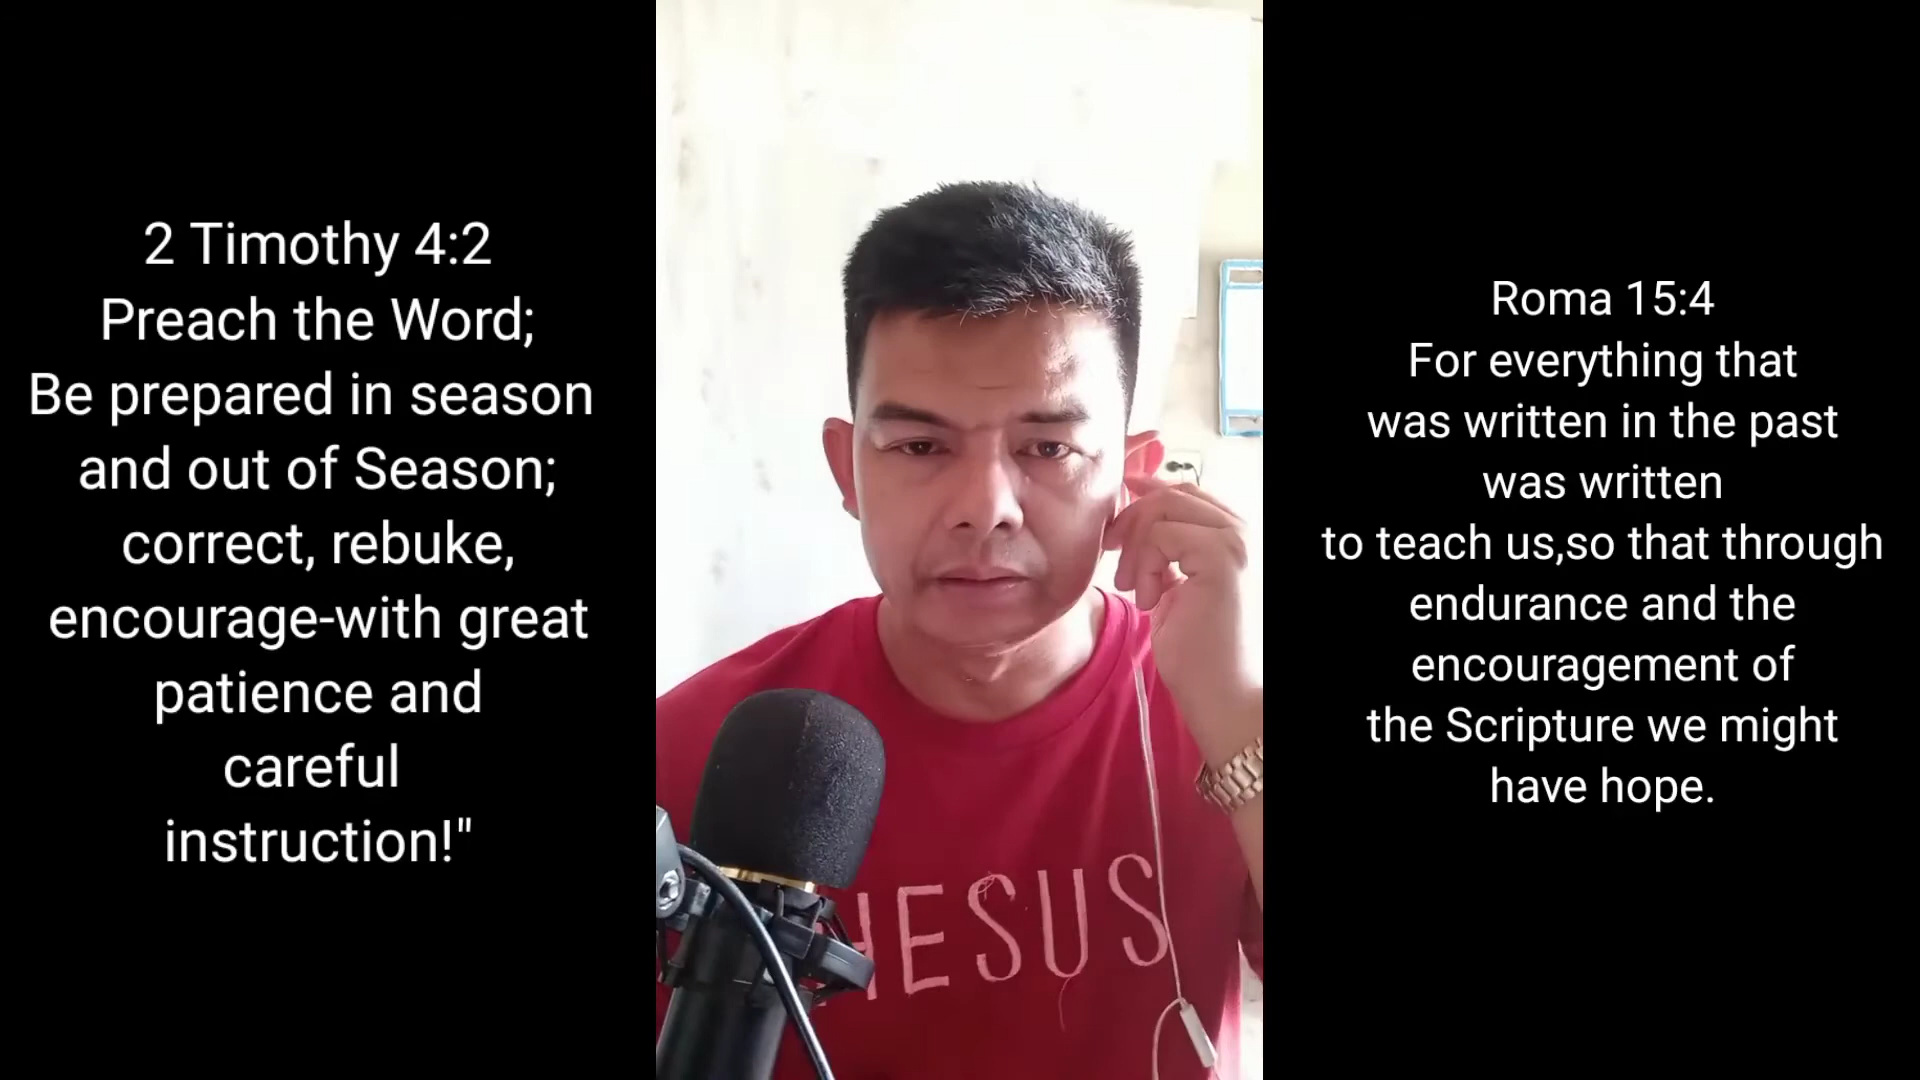 2 Timothy 4:2
Preach the Word;
Be prepared in season
and out of Season;
correct, rebuke,
encourage-with great
patience and
careful
instruction!"
HESUS
Roma 15:4
For everything that
was written in the past
was written
to teach us,so that through
endurance and the
encouragement of
the Scripture we might
have hope.